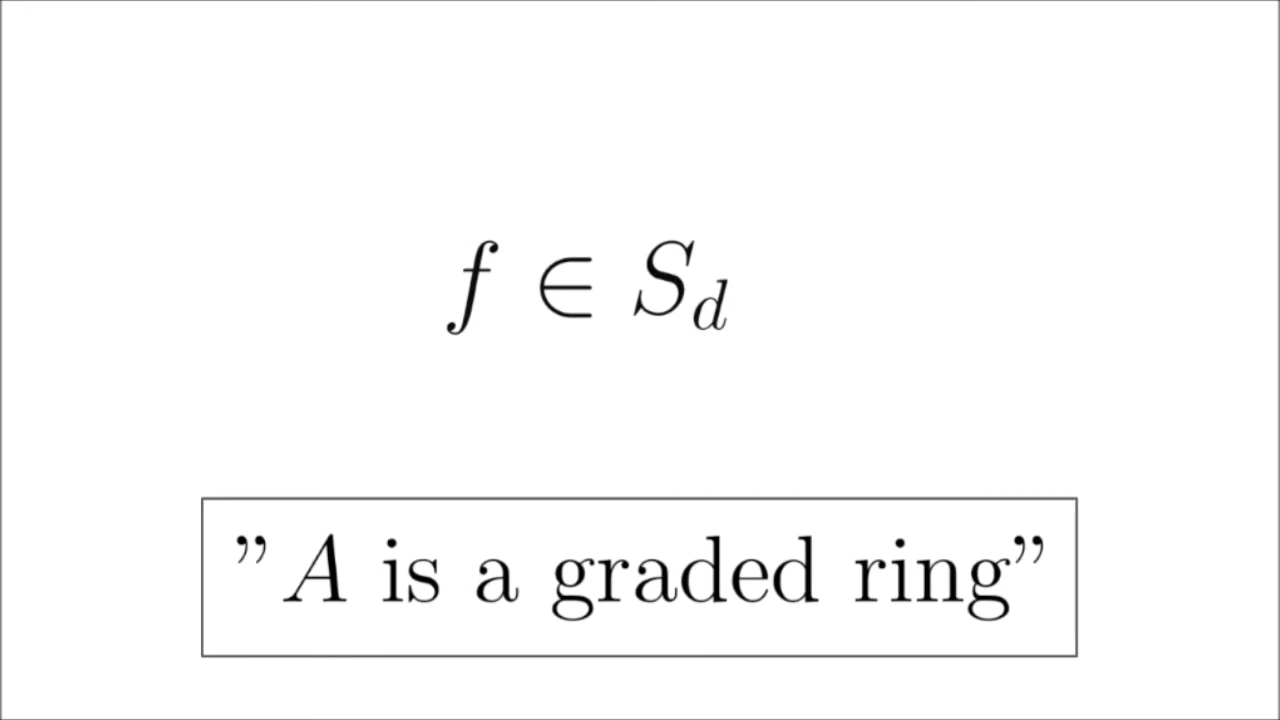 f ∈ S_d
”A is a graded ring”